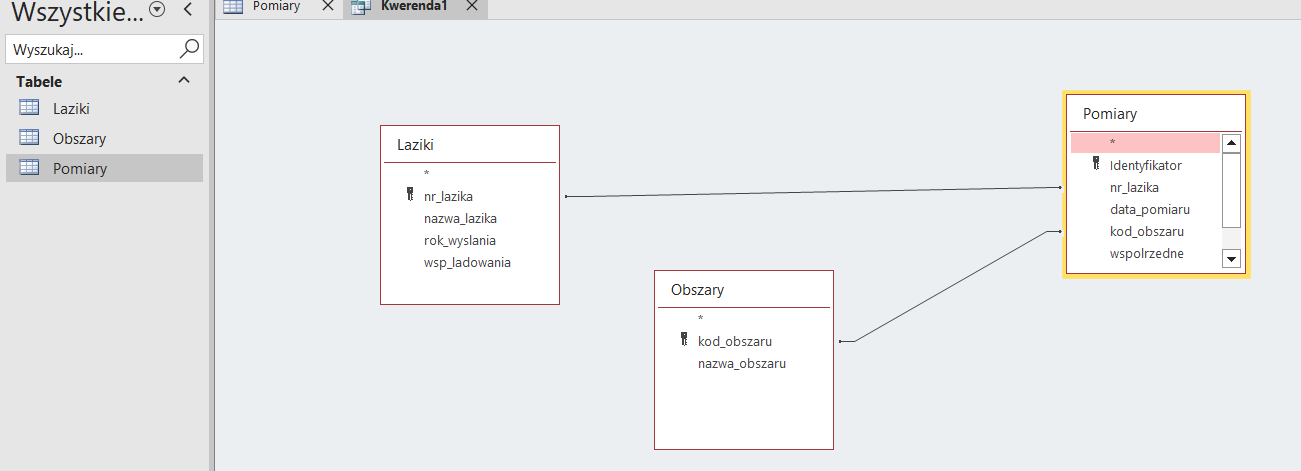 Wszystkie...
Wyszukaj...
Tabele
Laziki
Obszary
Pomiary
Pomiary
Kwerenda1
Laziki
*
nr_lazika
nazwa_lazika
rok_wyslania
wsp_ladowania
Obszary
*
kod_obszaru
nazwa_obszaru
Pomiary
*
Identyfikator
nr_lazika
data_pomiaru
kod_obszaru
wspolrzedne